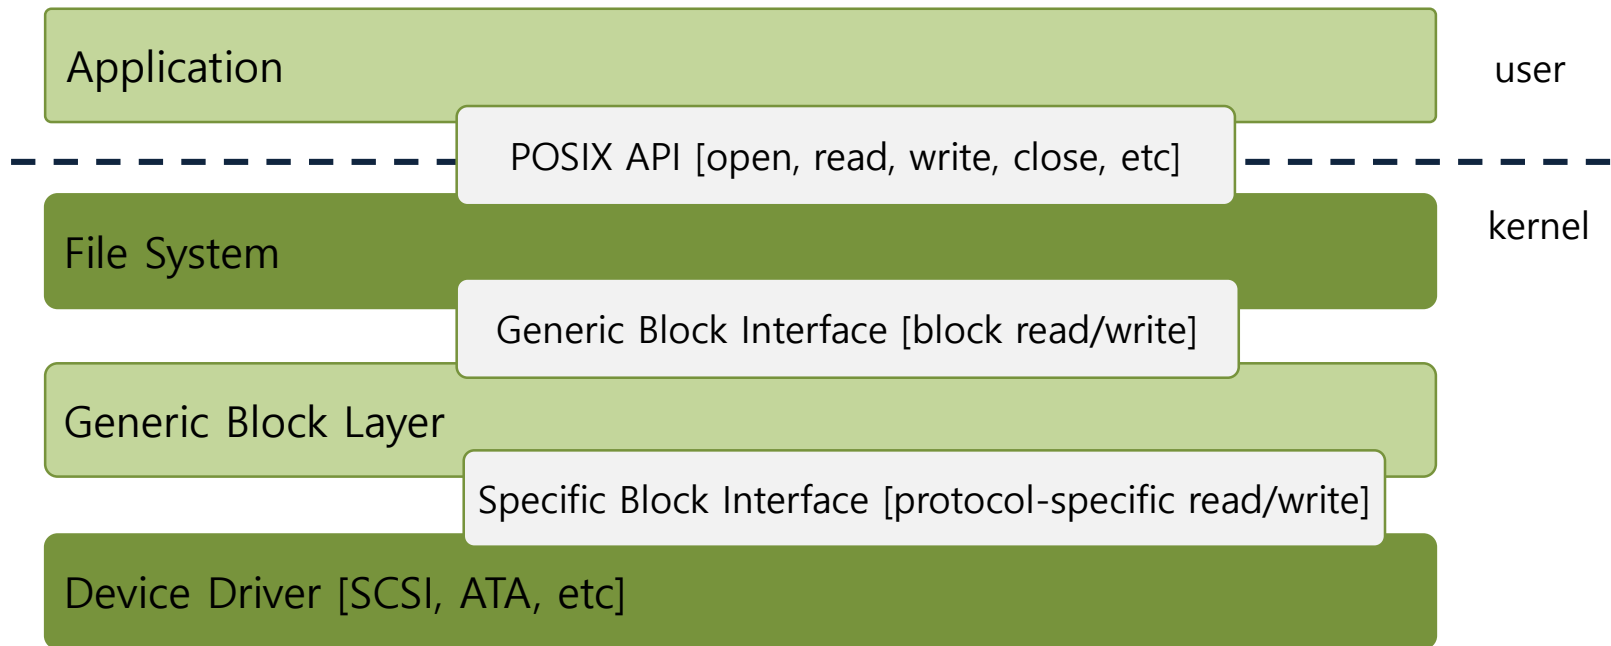 Application
user
POSIX API [open, read, write, close, etc]
File System
kernel
Generic Block Interface [block read/write]
Generic Block Layer
Specific Block Interface [protocol-specific read/write]
Device Driver [SCSI, ATA, etc]